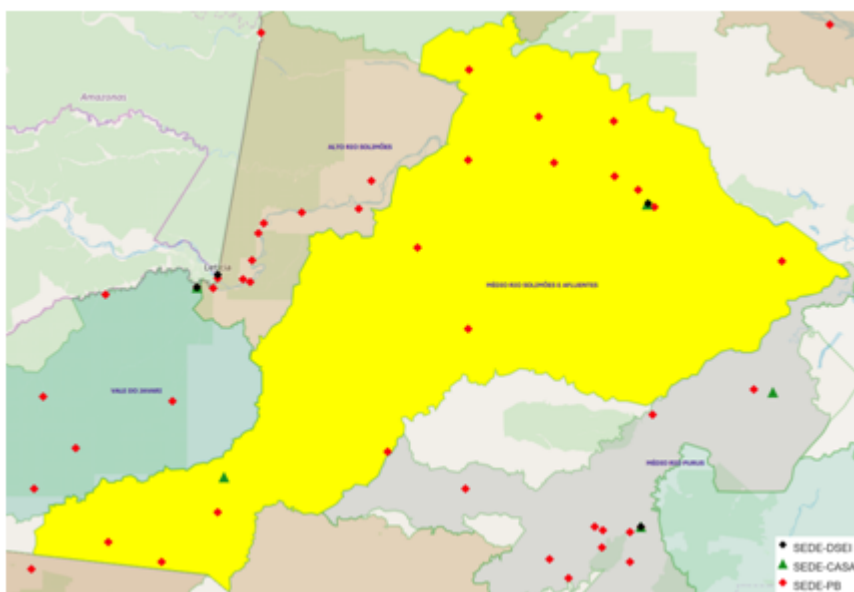 Amazonas
ALTO RIO SOLIMÕES
Leticia
MÉDIO RIO SOLIMÕES E AFLUENTES
VALE DO JAVARI
MÉDIO RIO PURUS
SEDE-DSEI
SEDE-CASA
SEDE-PB